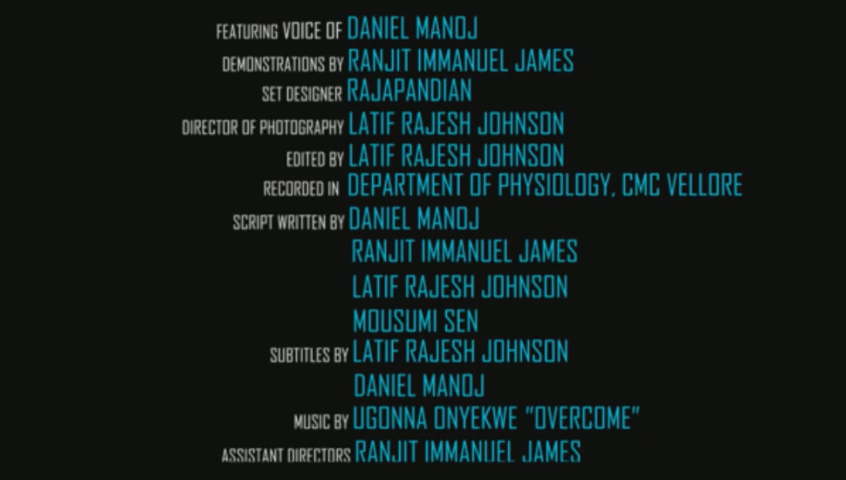 FEATURING VOICE OF DANIEL MANOJ
DEMONSTRATIONS BY RANJIT IMMANUEL JAMES
SET DESIGNER RAJAPANDIAN
DIRECTOR OF PHOTOGRAPHY LATIF RAJESH JOHNSON
EDITED BY LATIF RAJESH JOHNSON
RECORDED IN DEPARTMENT OF PHYSIOLOGY, CMC VELLORE
SCRIPT WRITTEN BY DANIEL MANOJ
RANJIT IMMANUEL JAMES
LATIF RAJESH JOHNSON
MOUSUMI SEN
SUBTITLES BY LATIF RAJESH JOHNSON
DANIEL MANOJ
MUSIC BY UGONNA ONYEKWE "OVERCOME"
ASSISTANT DIRECTORS RANJIT IMMANUEL JAMES